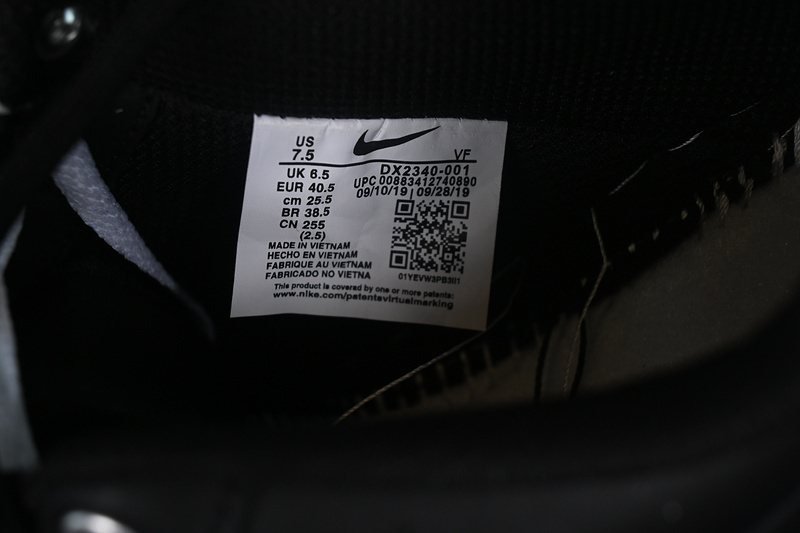 US
7.5
VF
UK 6.5
EUR 40.5
cm 25.5
BR 38.5
CN 255
(2.5)
DX2340-001
UPC 00883412740890
09/10/19 | 09/28/19
MADE IN VIETNAM
HECHO EN VIETNAM
FABRIQUE AU VIETNAM
FABRICADO NO VIETNA
01YEVW3PB3II1
This product is covered by one or more patents:
www.nike.com/patentsvirtualmarking